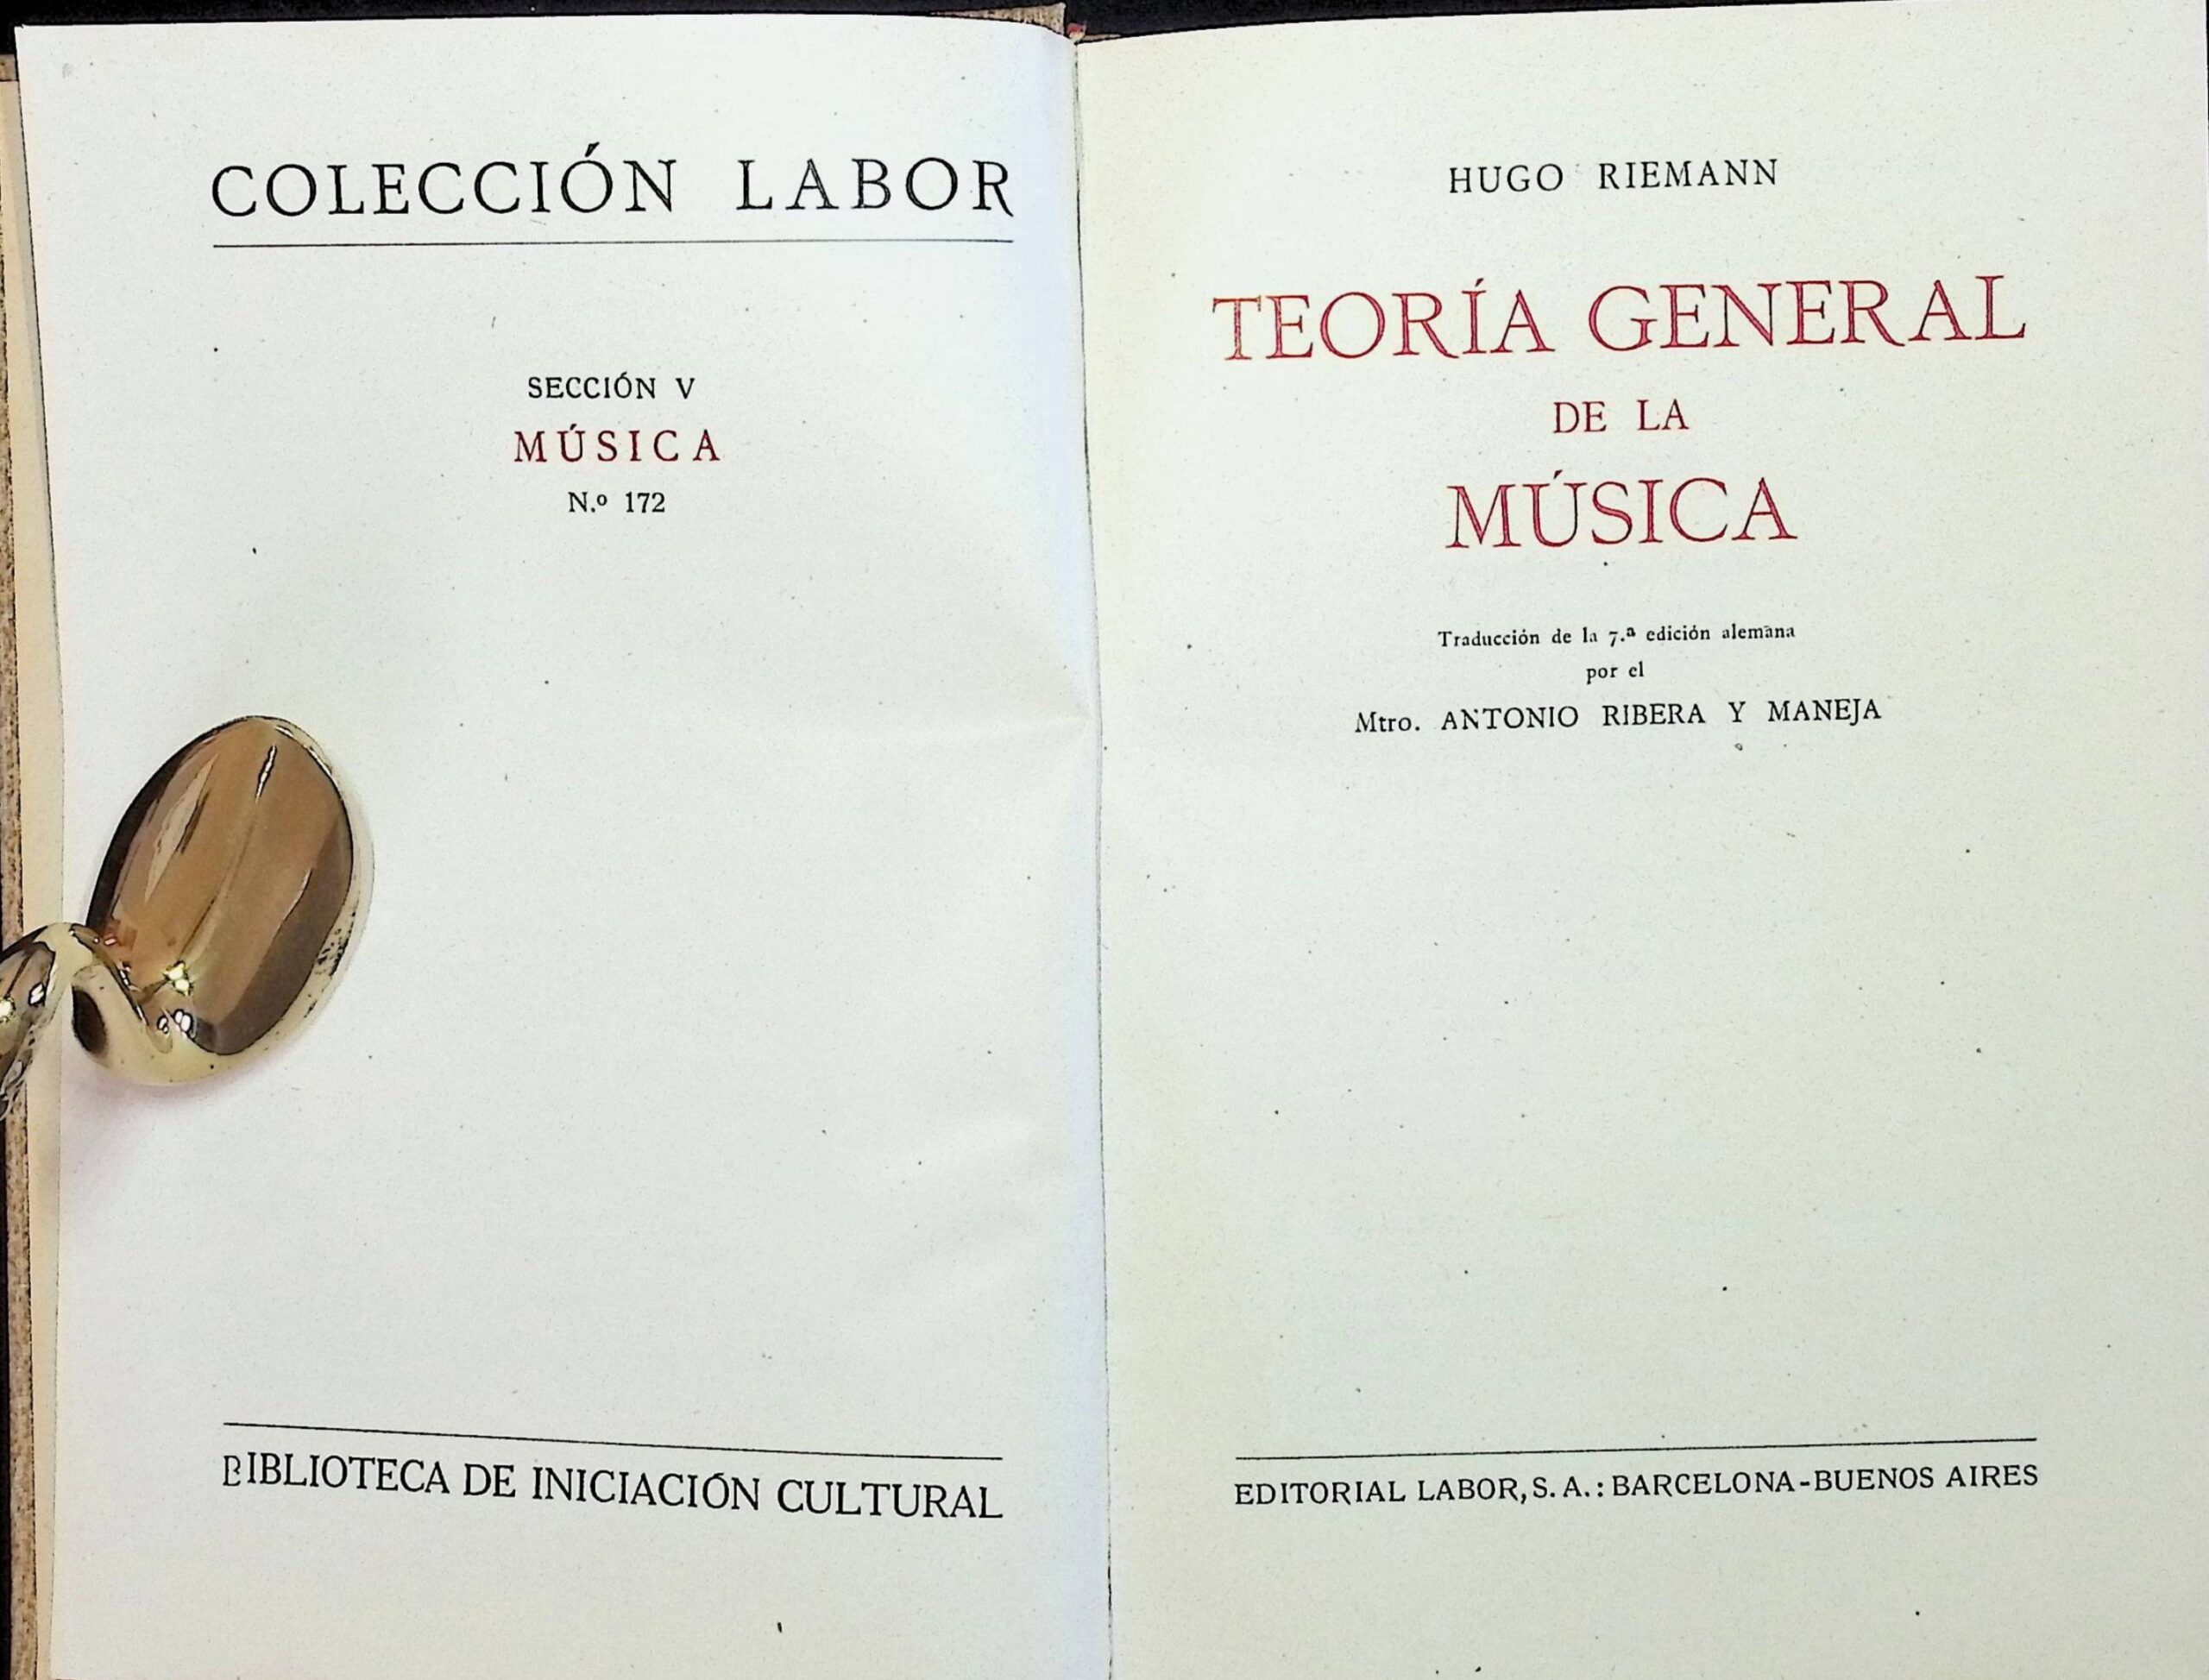 COLECCIÓN LABOR
SECCIÓN V
MÚSICA
N.º 172
BIBLIOTECA DE INICIACIÓN CULTURAL
HUGO RIEMANN
TEORÍA GENERAL
DE LA
MÚSICA
Traducción de la 7.ª edición alemana
por el
Mtro. ANTONIO RIBERA Y MANEJA
EDITORIAL LABOR, S. A.: BARCELONA-BUENOS AIRES